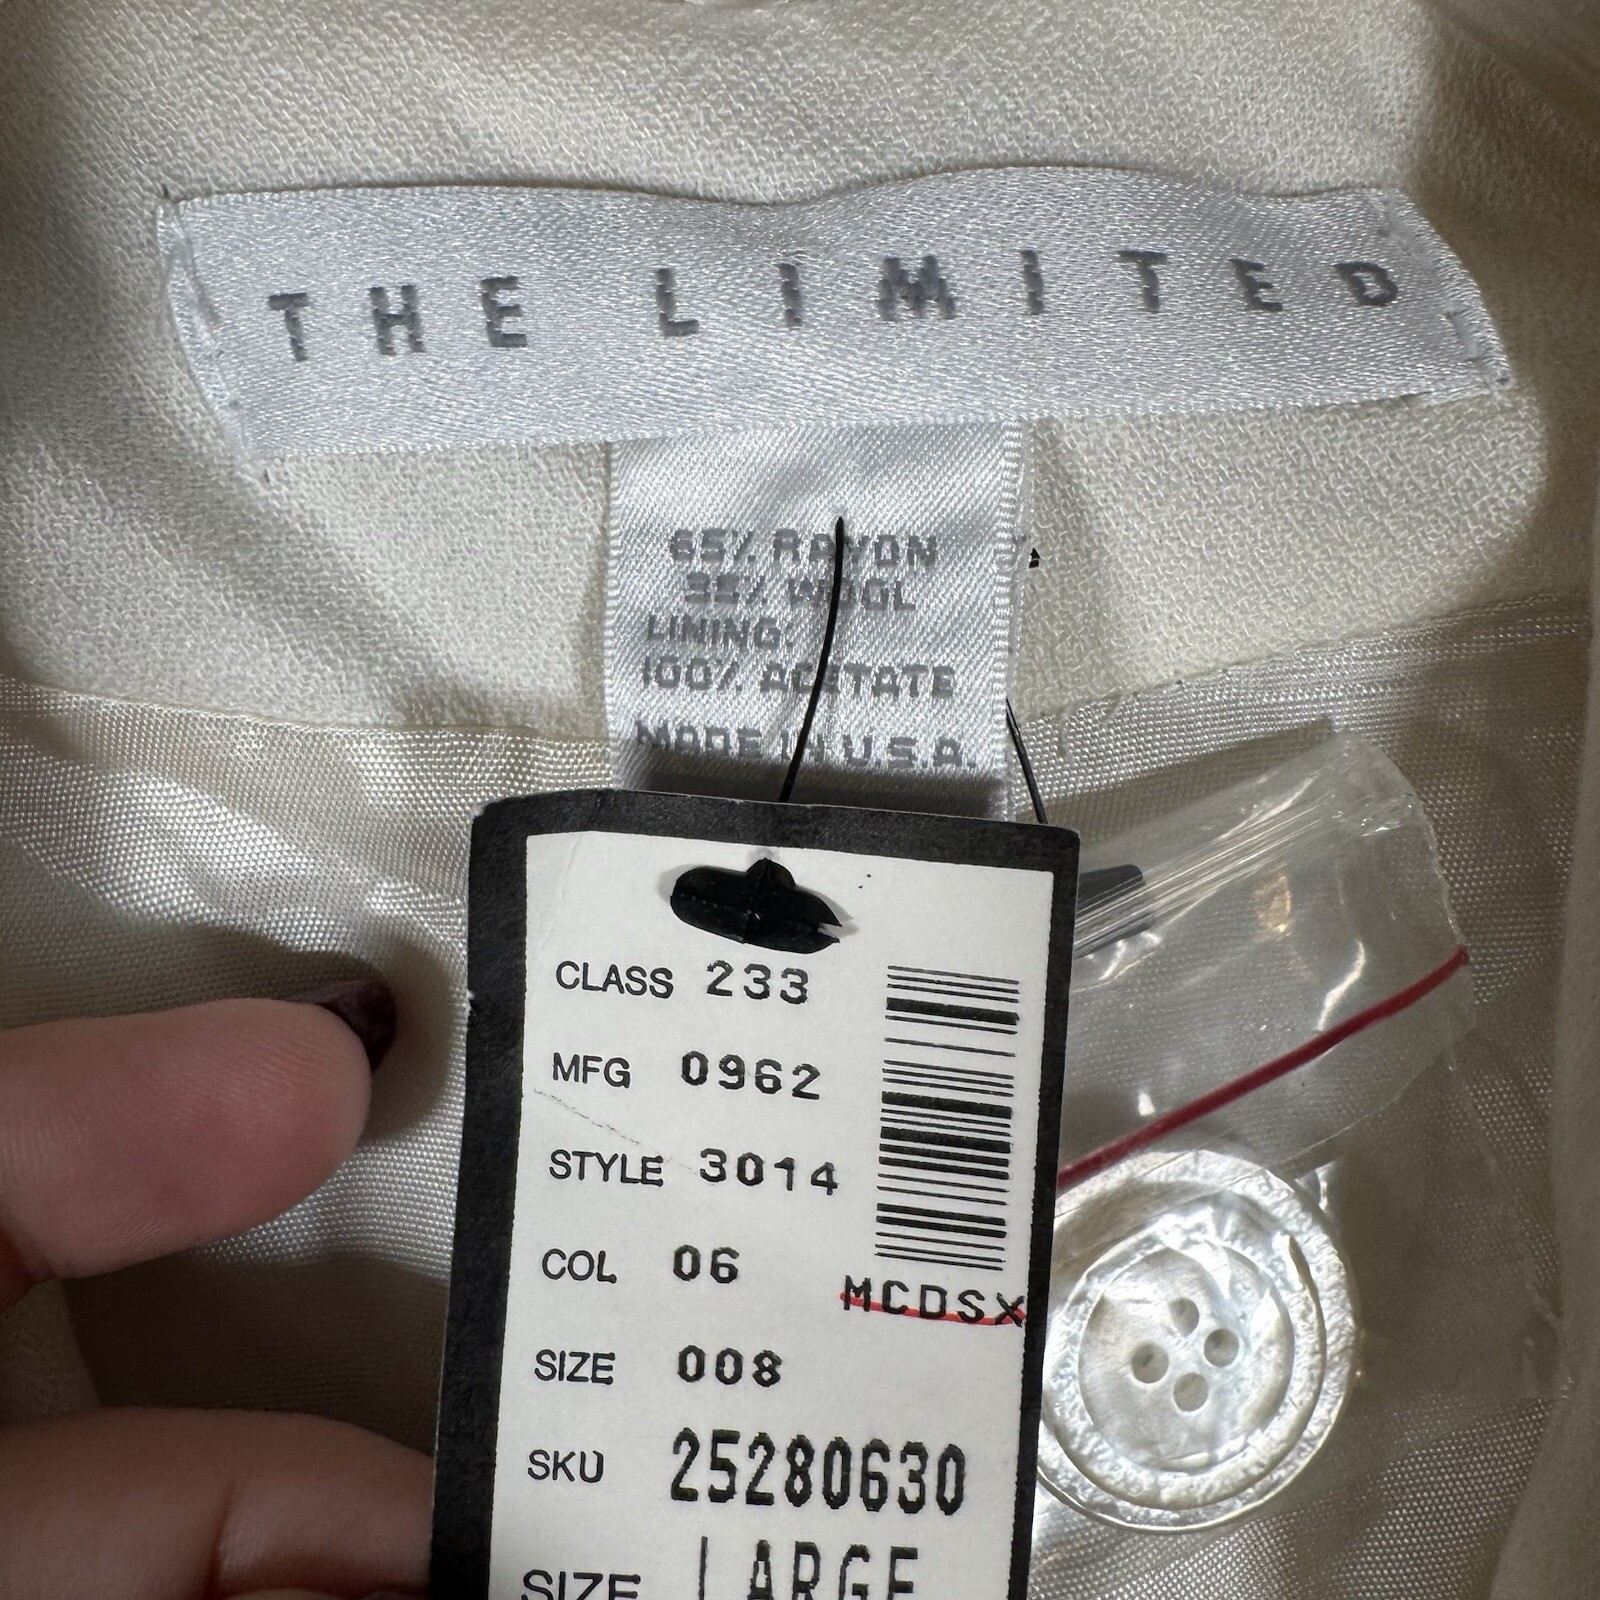 THE LIMITED
65% RAYON
35% WOOL
LINING:
100% ACETATE
MADE IN U.S.A.
CLASS 233
MFG 0962
STYLE 3014
COL 06
MCDSX
SIZE 008
SKU 25280630
SIZE LARGE